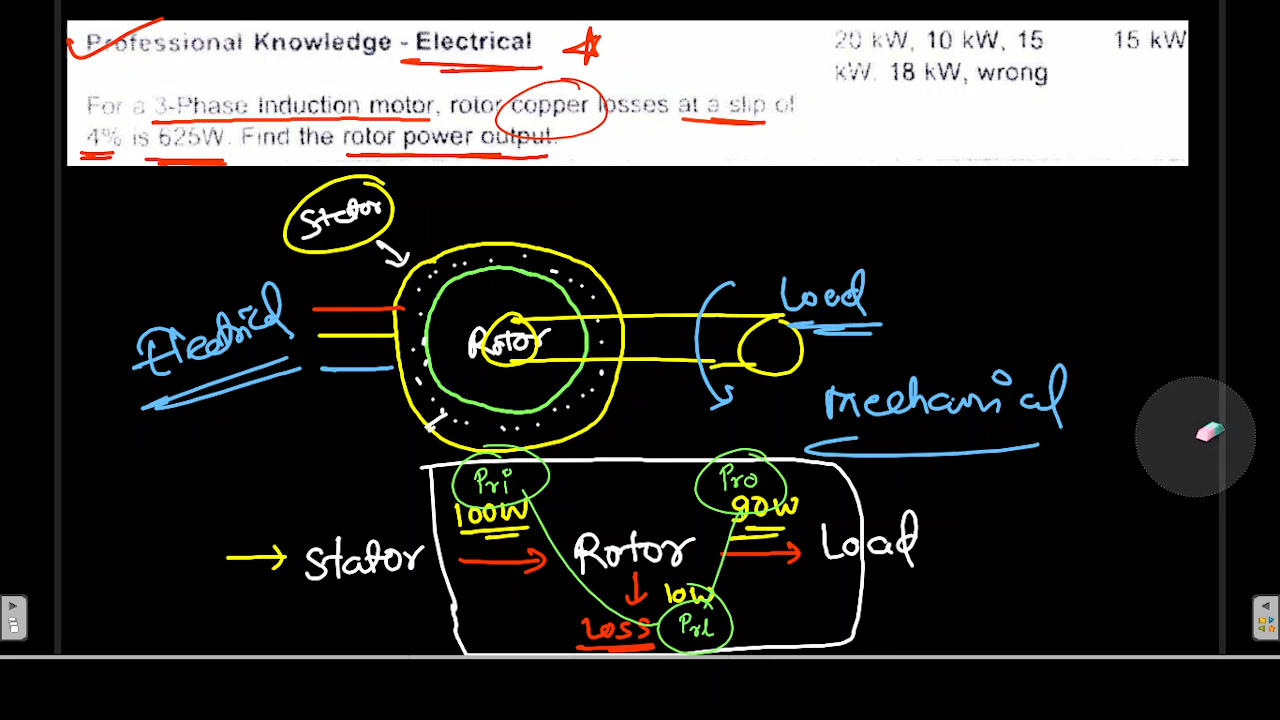 Professional Knowledge - Electrical
20 kW, 10 kW, 15
kW. 18 kW, wrong
15 kW
For a 3-Phase Induction motor, rotor copper losses at a slip of
4% is 625W. Find the rotor power output.
Stator
Electrical
Rotor
Load
mechanical
Pri
Pro
100W
90W
Stator
Rotor
Load
10W
Loss
Prl